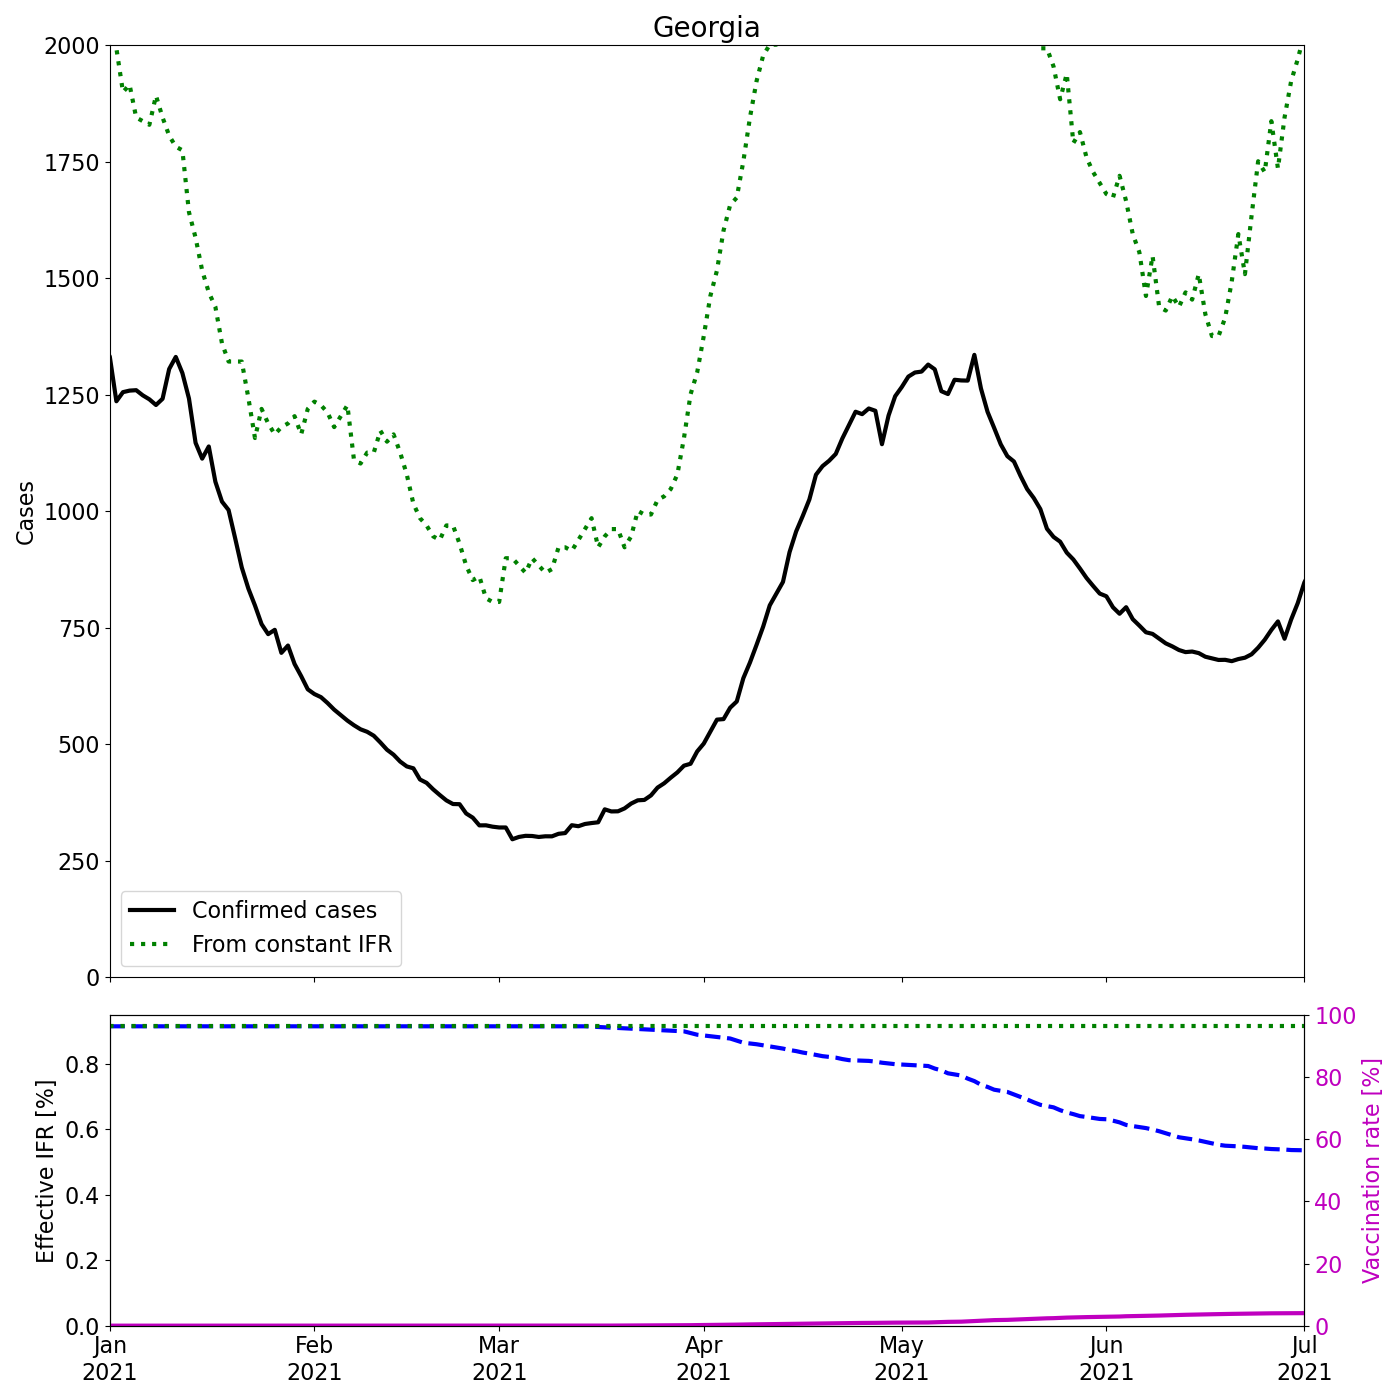 Georgia
2000
1750
1500
1250
1000
750
500
250
0
Cases
Confirmed cases
From constant IFR
0.8
0.6
0.4
0.2
0.0
Effective IFR [%]
100
80
60
40
20
0
Vaccination rate [%]
Jan
2021
Feb
2021
Mar
2021
Apr
2021
May
2021
Jun
2021
Jul
2021